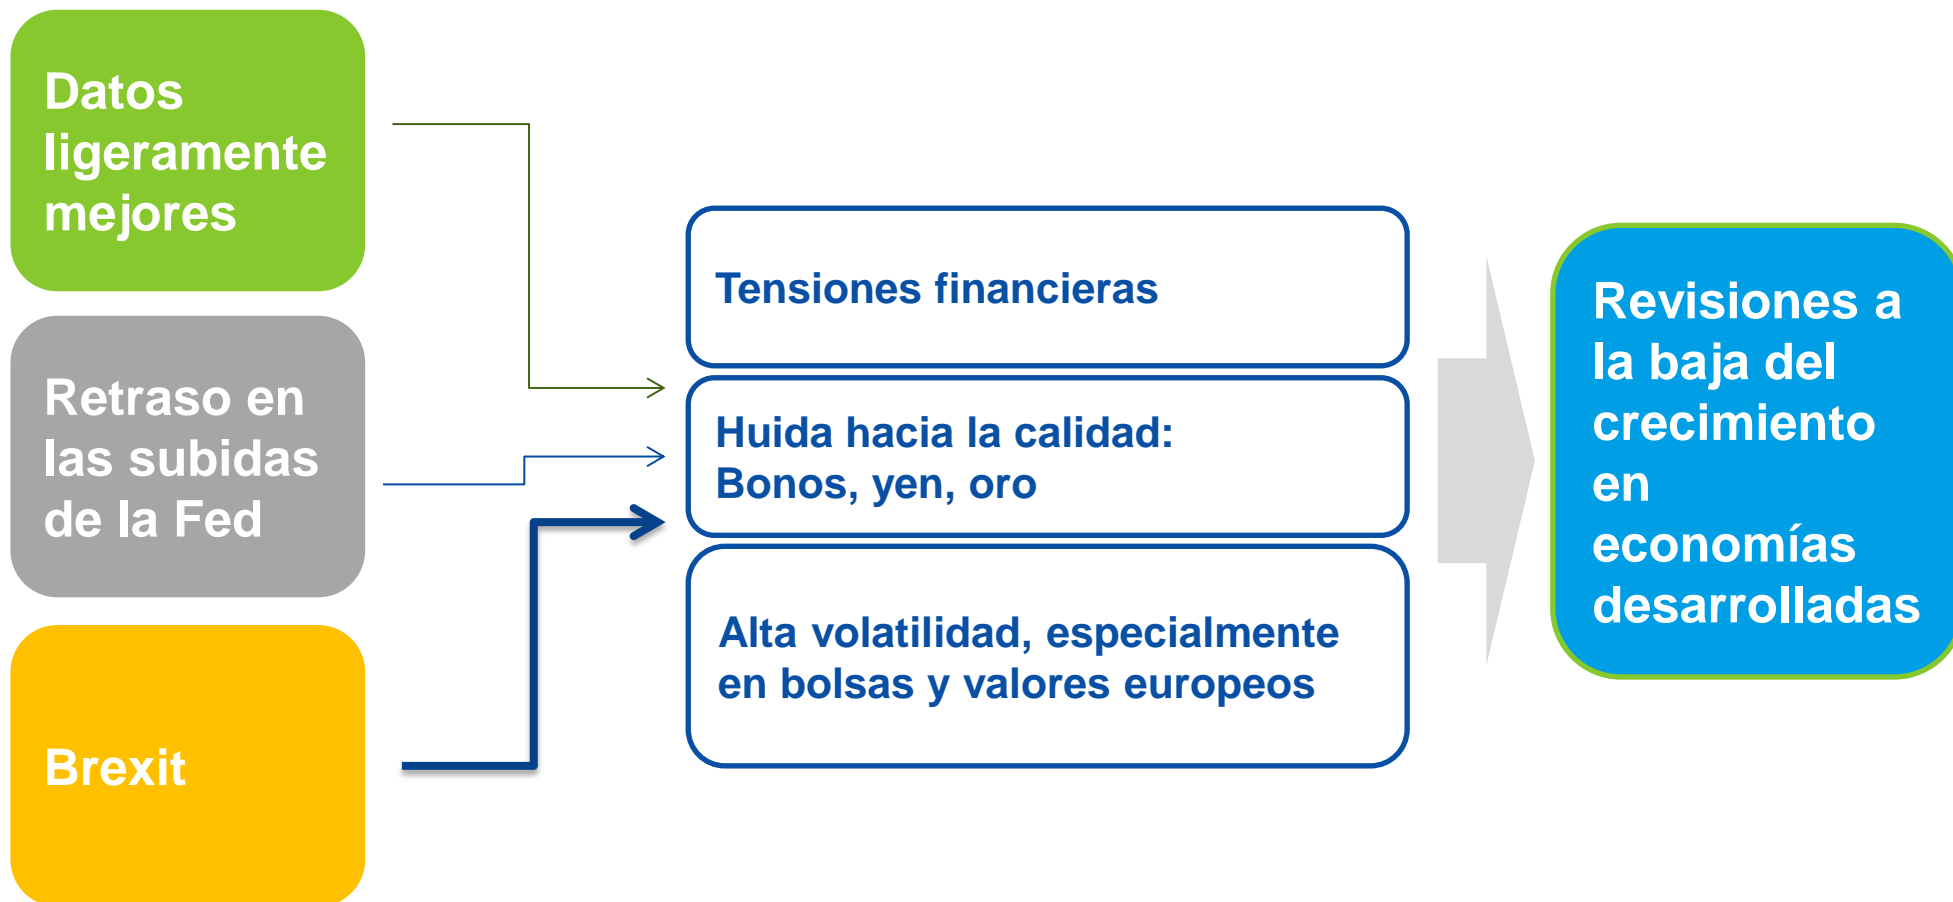 Datos
ligeramente
mejores
Retraso en
las subidas
de la Fed
Brexit
Tensiones financieras
Huida hacia la calidad:
Bonos, yen, oro
Alta volatilidad, especialmente
en bolsas y valores europeos
Revisiones a
la baja del
crecimiento
en
economías
desarrolladas